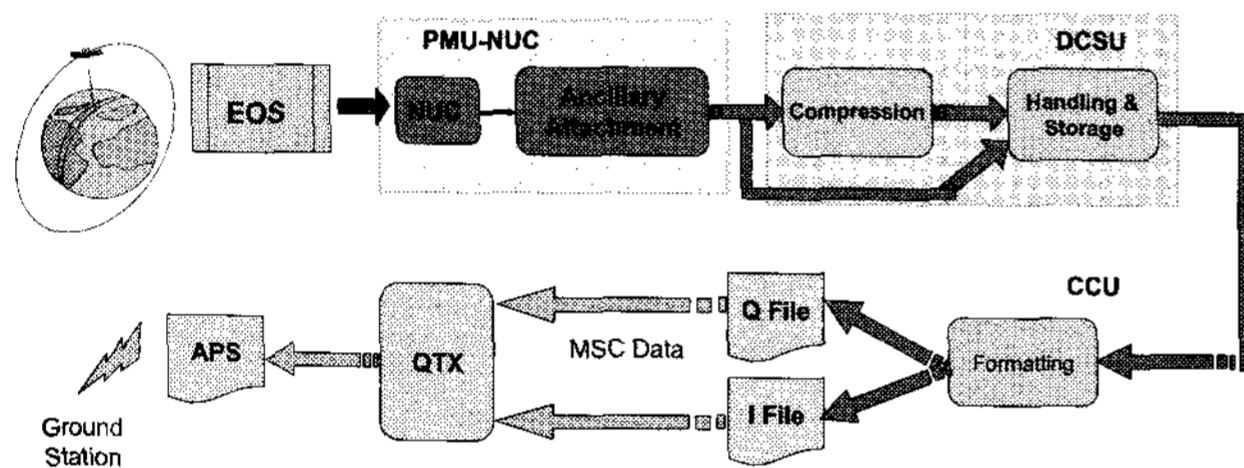 PMU-NUC
DCSU
EOS
NUC
Ancillary
Attachment
Compression
Handling &
Storage
CCU
Q File
MSC Data
I File
Formatting
QTX
APS
Ground
Station